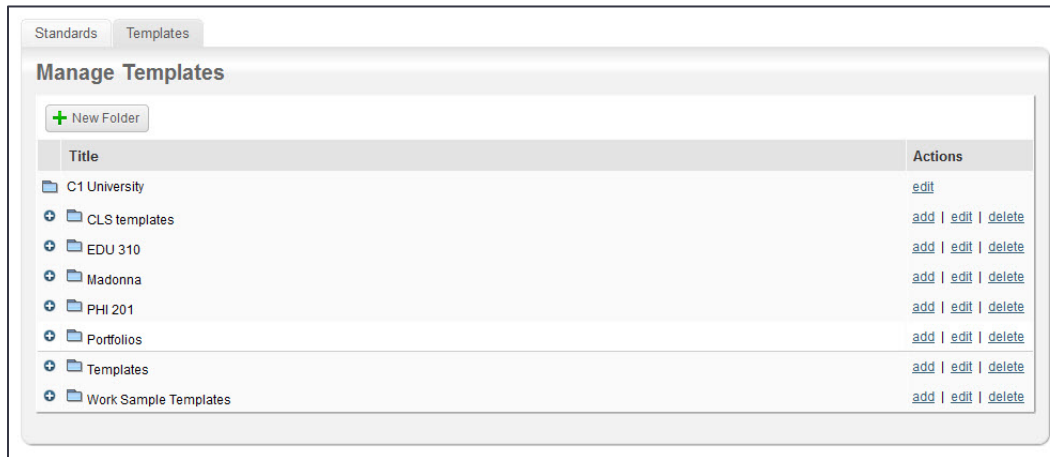 Standards Templates
Manage Templates
New Folder
Title Actions
C1 University edit
CLS templates add | edit | delete
EDU 310 add | edit | delete
Madonna add | edit | delete
PHI 201 add | edit | delete
Portfolios add | edit | delete
Templates add | edit | delete
Work Sample Templates add | edit | delete